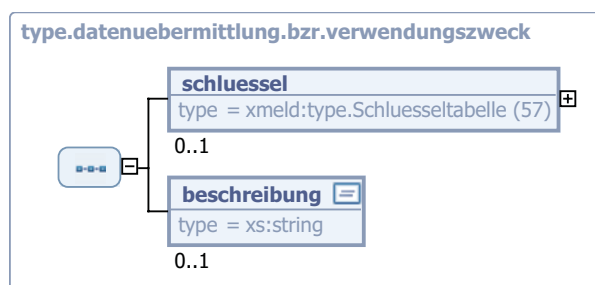 type.datenuebermittlung.bzr.verwendungszweck
schluessel
type = xmeld:type.Schluesseltabelle (57)
0..1
beschreibung
type = xs:string
0..1